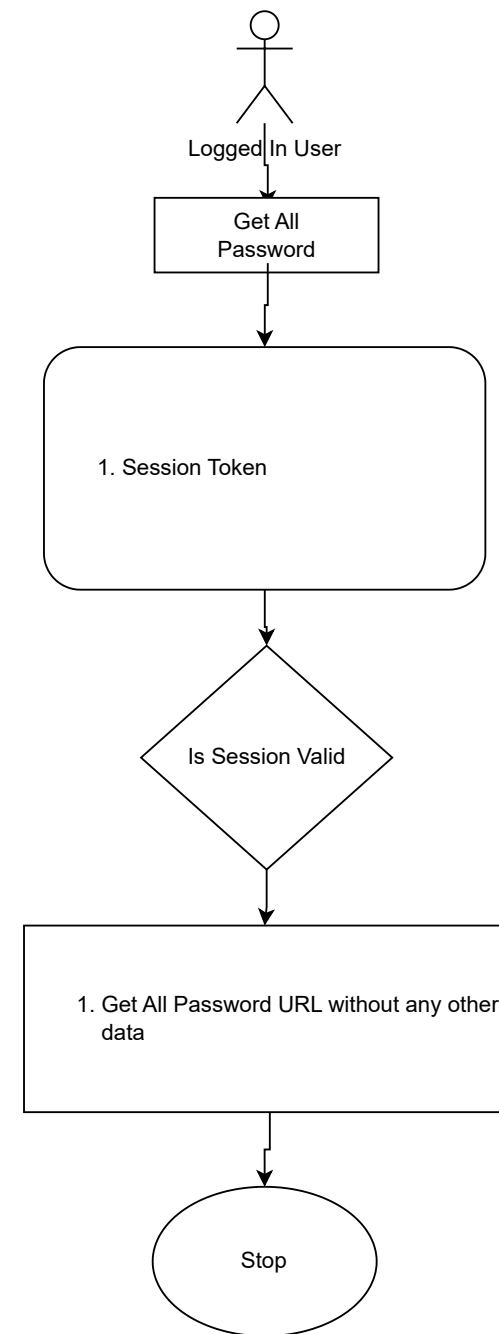 Logged In User
Get All
Password
1. Session Token
Is Session Valid
1. Get All Password URL without any other
data
Stop